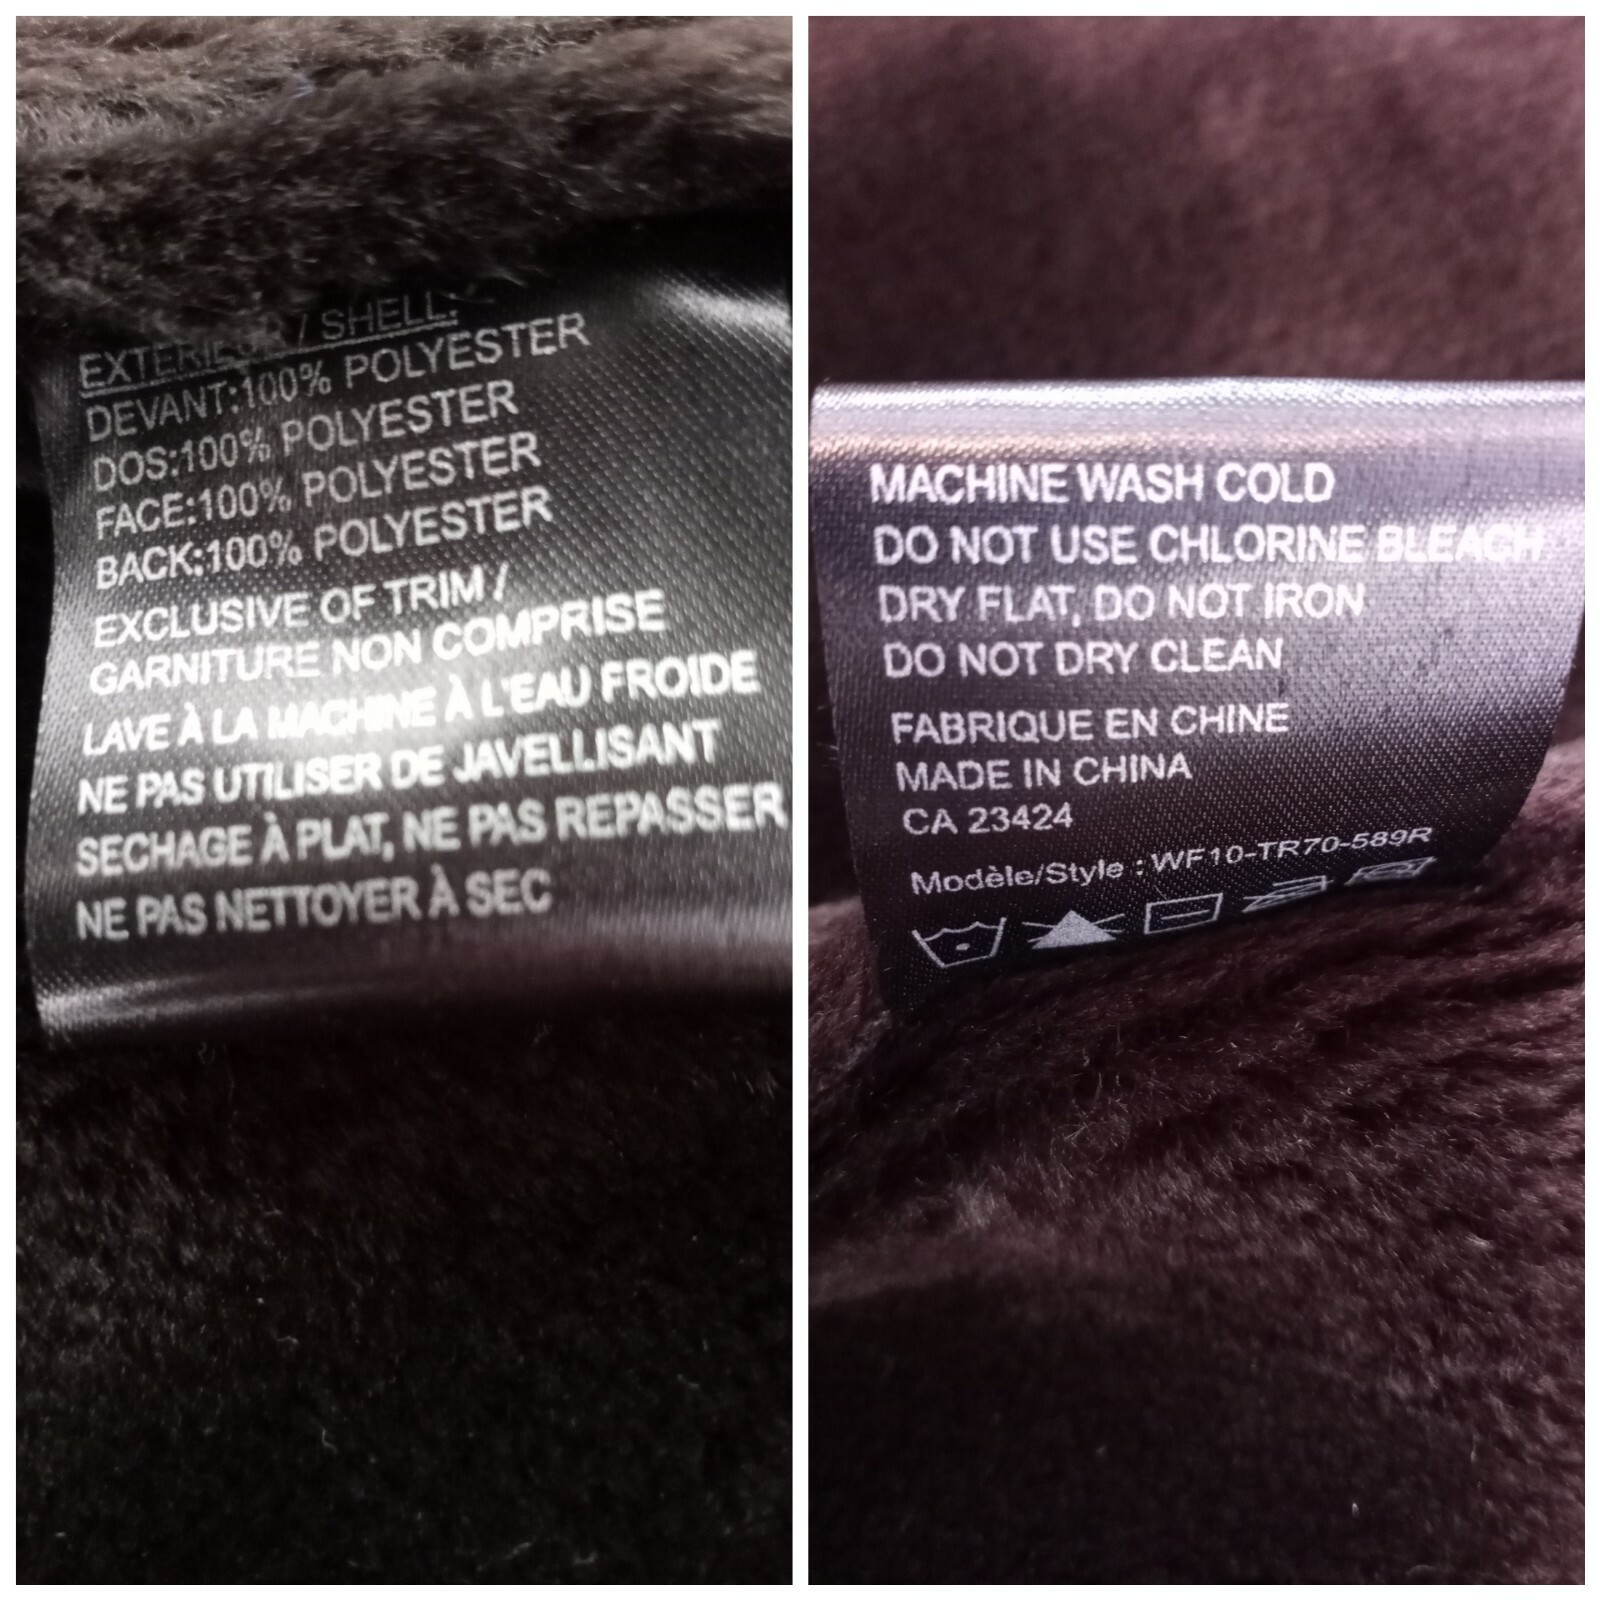 EXTERIEUR / SHELL:
DEVANT:100% POLYESTER
DOS:100% POLYESTER
FACE:100% POLYESTER
BACK:100% POLYESTER
EXCLUSIVE OF TRIM /
GARNITURE NON COMPRISE
LAVE À LA MACHINE À L'EAU FROIDE
NE PAS UTILISER DE JAVELLISANT
SECHAGE À PLAT, NE PAS REPASSER
NE PAS NETTOYER À SEC
MACHINE WASH COLD
DO NOT USE CHLORINE BLEACH
DRY FLAT, DO NOT IRON
DO NOT DRY CLEAN
FABRIQUE EN CHINE
MADE IN CHINA
CA 23424
Modèle/Style : WF10-TR70-589R